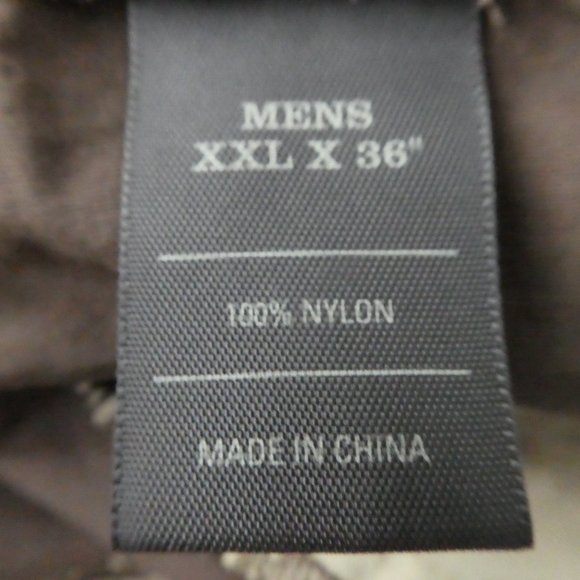 MENS
XXL X 36"
100% NYLON
MADE IN CHINA